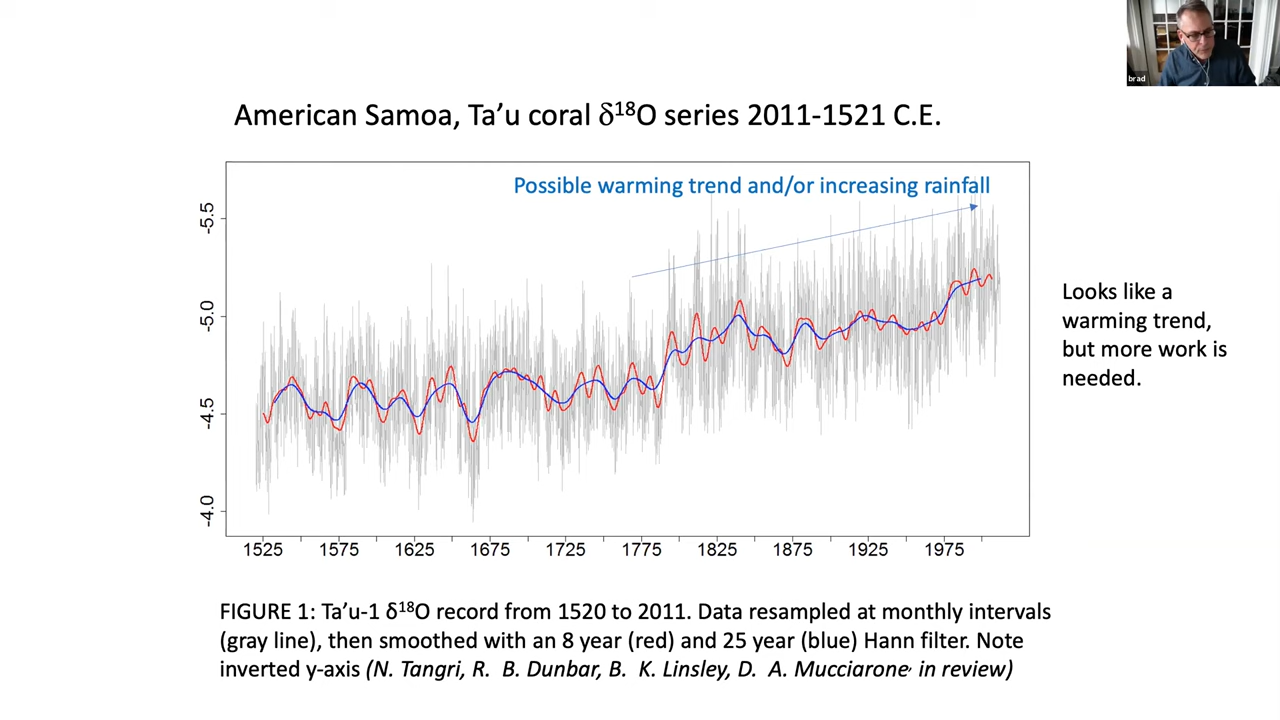 brad
American Samoa, Ta’u coral δ¹⁸O series 2011-1521 C.E.
Possible warming trend and/or increasing rainfall
-5.5
-5.0
-4.5
-4.0
1525 1575 1625 1675 1725 1775 1825 1875 1925 1975
Looks like a
warming trend,
but more work is
needed.
FIGURE 1: Ta’u-1 δ¹⁸O record from 1520 to 2011. Data resampled at monthly intervals
(gray line), then smoothed with an 8 year (red) and 25 year (blue) Hann filter. Note
inverted y-axis (N. Tangri, R. B. Dunbar, B. K. Linsley, D. A. Mucciarone, in review)